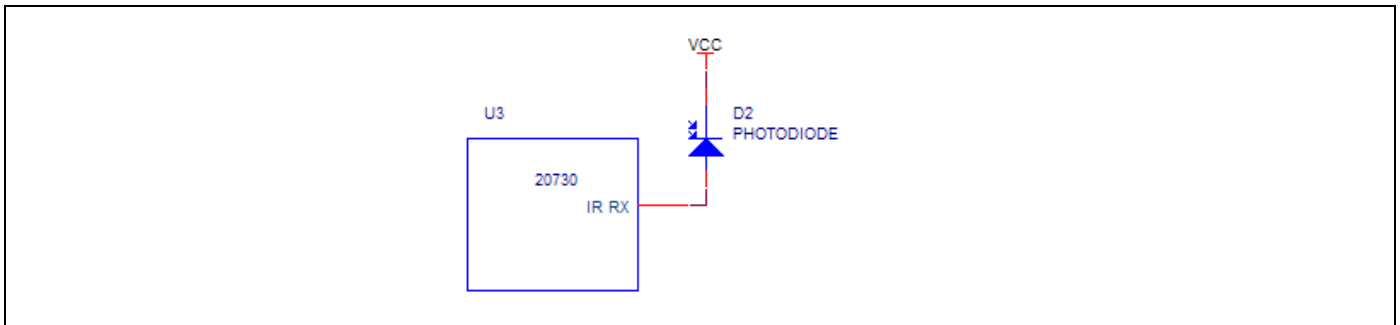 VCC
U3
D2
PHOTODIODE
20730
IR RX